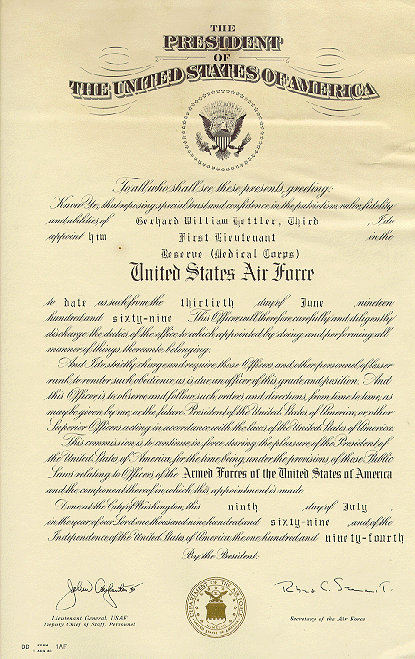 THE
PRESIDENT
OF
THE UNITED STATES OF AMERICA
To all who shall see these presents, greeting:
Know Ye, that reposing special trust and confidence in the patriotism, valor, fidelity
and abilities of Gerhard William Hettler, Third , I do
appoint him First Lieutenant in the
Reserve (Medical Corps)
United States Air Force
to date as such from the thirtieth day of June nineteen
hundred and sixty-nine This Officer will therefore carefully and diligently
discharge the duties of the office to which appointed by doing and performing all
manner of things thereunto belonging.
And I do strictly charge and require those Officers and other personnel of lesser
rank to render such obedience as is due an officer of this grade and position. And
this Officer is to observe and follow such orders and directions, from time to time, as
may be given by me, or the future President of the United States of America, or other
Superior Officers, acting in accordance with the laws of the United States of America.
This commission is to continue in force during the pleasure of the President of
the United States of America, for the time being, under the provisions of those Public
Laws relating to Officers of the Armed Forces of the United States of America
and the component thereof in which this appointment is made
Done at the City of Washington, this ninth day of July
in the year of our Lord one thousand nine hundred and sixty-nine , and of the
Independence of the United States of America the one hundred and ninety-fourth
By the President:
Lieutenant General, USAF
Deputy Chief of Staff, Personnel
DEPARTMENT OF THE AIR FORCE
UNITED STATES OF AMERICA
Secretary of the Air Force
DD FORM 1AF